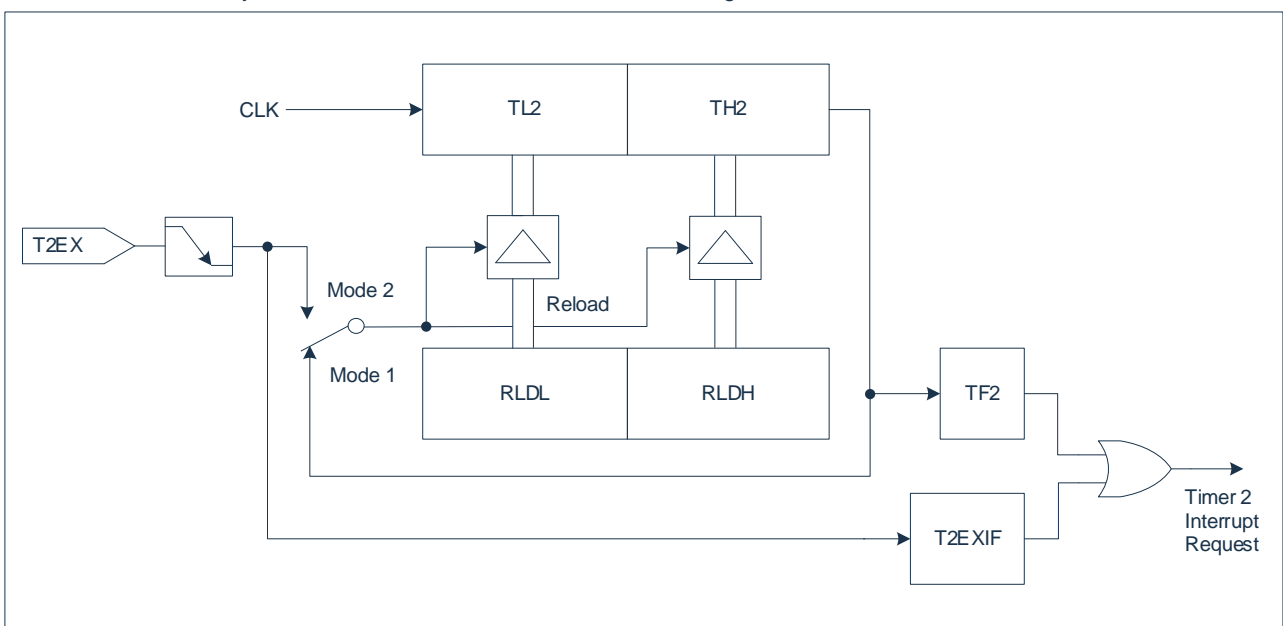 CLK
TL2
TH2
T2EX
Mode 2
Reload
Mode 1
RLDL
RLDH
TF2
T2EXIF
Timer 2
Interrupt
Request